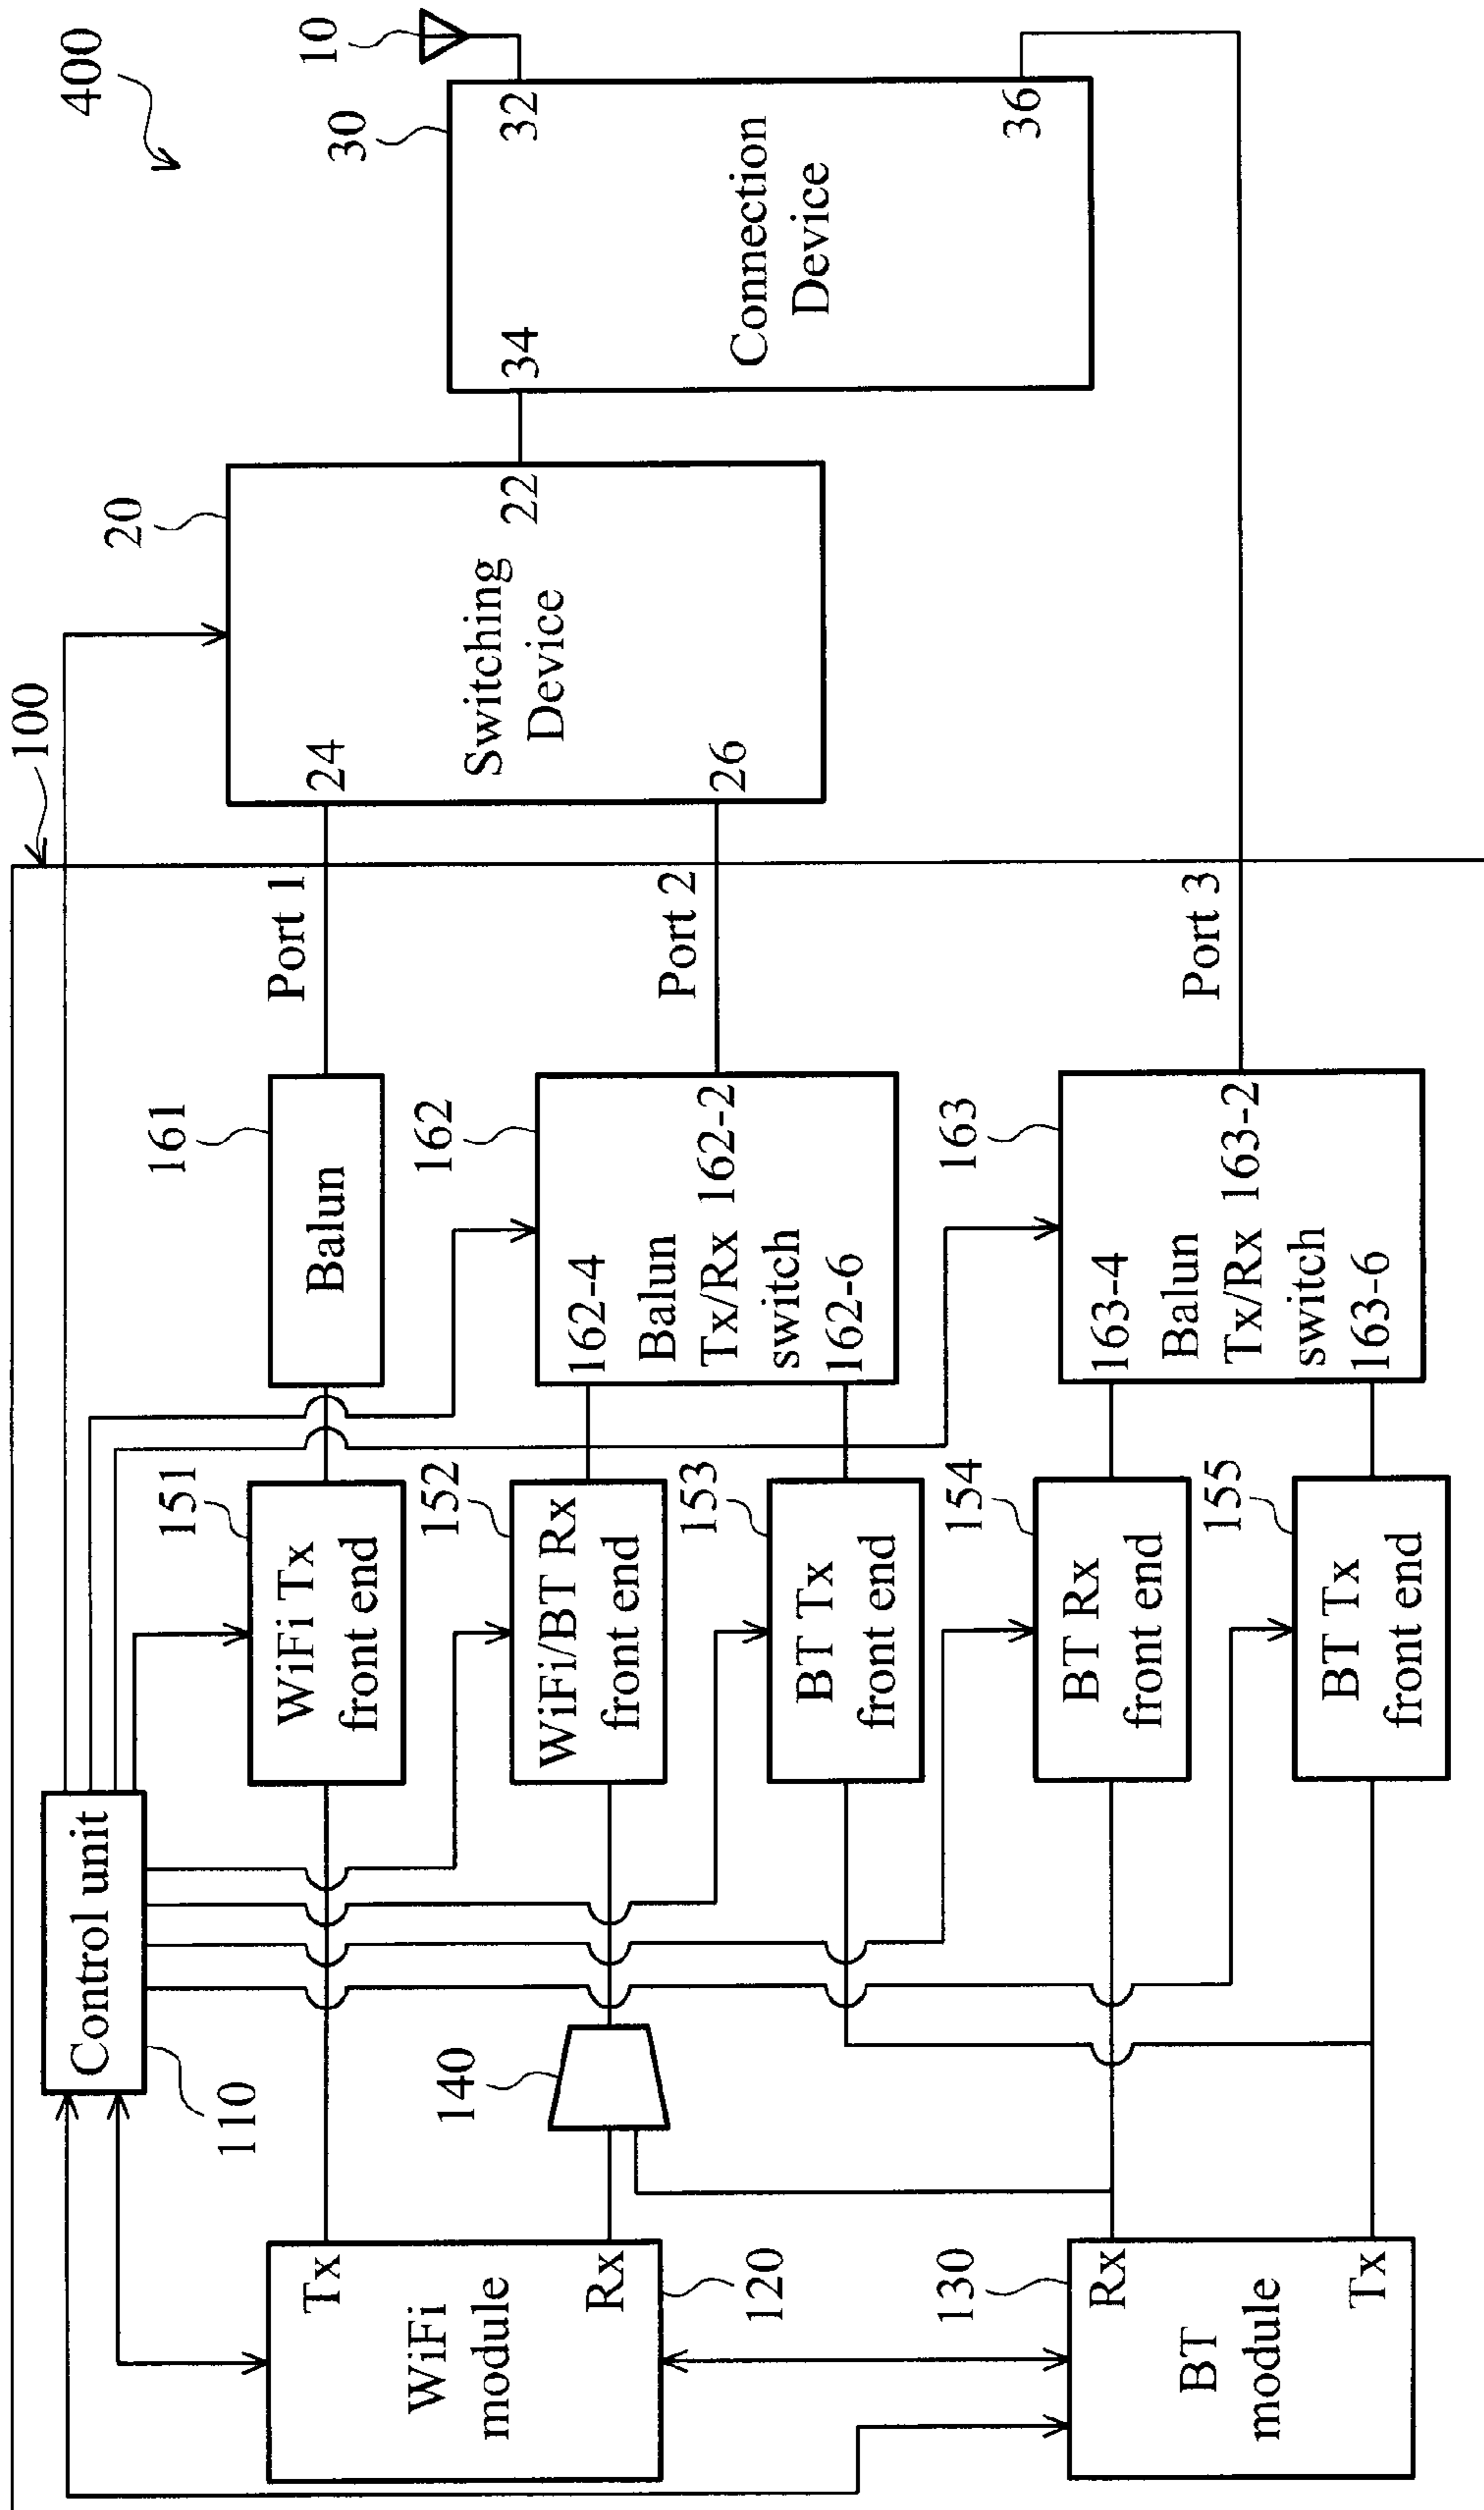 400
100
Control unit
110
20
30
10
WiFi
module
Tx
Rx
120
140
WiFi Tx
front end
151
Balun
161
Port 1
24
Switching
Device
22
26
34
32
Connection
Device
36
WiFi/BT Rx
front end
152
BT Tx
front end
153
162-4
Balun
Tx/Rx 162-2
switch
162-6
162
Port 2
BT
module
Rx
Tx
130
BT Rx
front end
154
BT Tx
front end
155
163-4
Balun
Tx/Rx 163-2
switch
163-6
163
Port 3